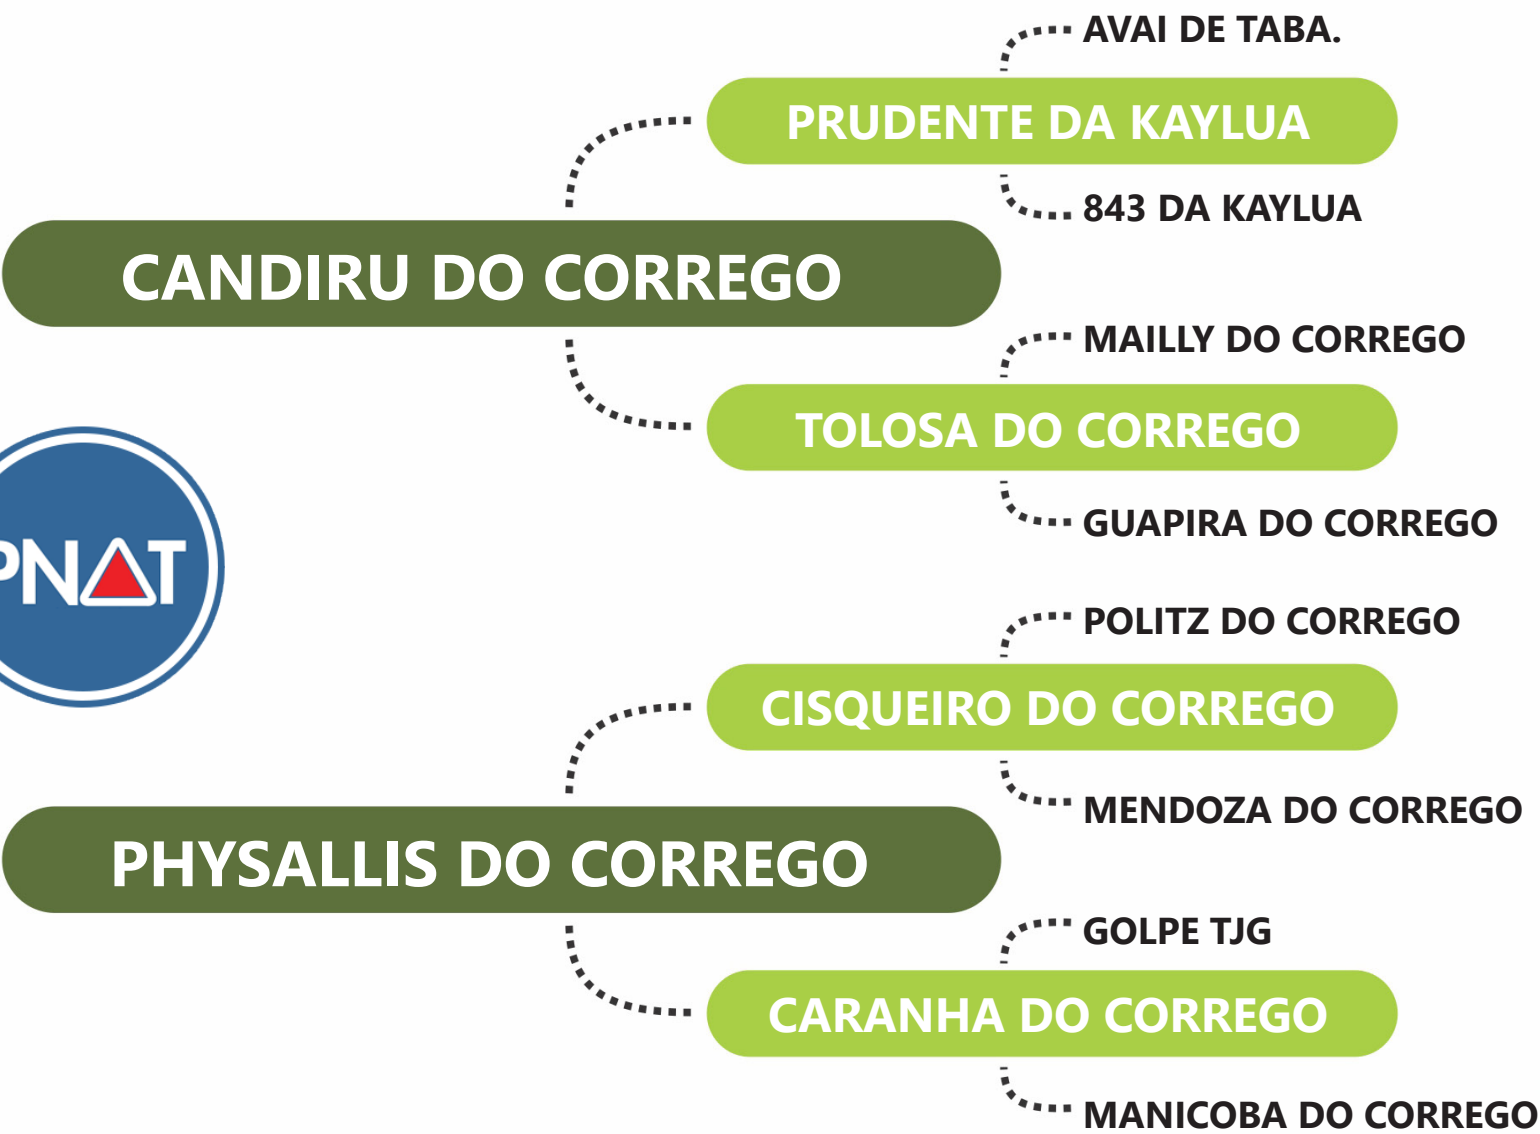 AVAI DE TABA.
PRUDENTE DA KAYLUA
843 DA KAYLUA
CANDIRU DO CORREGO
MAILLY DO CORREGO
TOLOSA DO CORREGO
GUAPIRA DO CORREGO
PNAT
POLITZ DO CORREGO
CISQUEIRO DO CORREGO
MENDOZA DO CORREGO
PHYSALLIS DO CORREGO
GOLPE TJG
CARANHA DO CORREGO
MANICOBA DO CORREGO